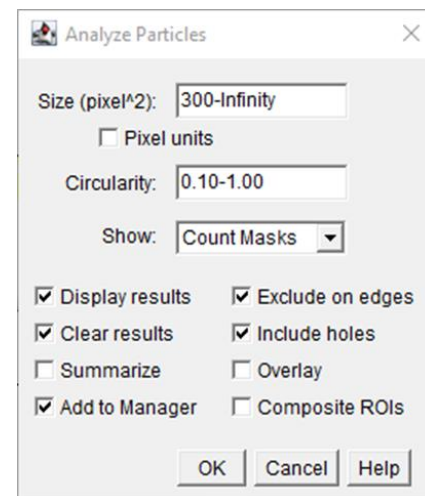 Analyze Particles
Size (pixel^2): 300-Infinity
Pixel units
Circularity: 0.10-1.00
Show: Count Masks
Display results Exclude on edges
Clear results Include holes
Summarize Overlay
Add to Manager Composite ROIs
OK Cancel Help